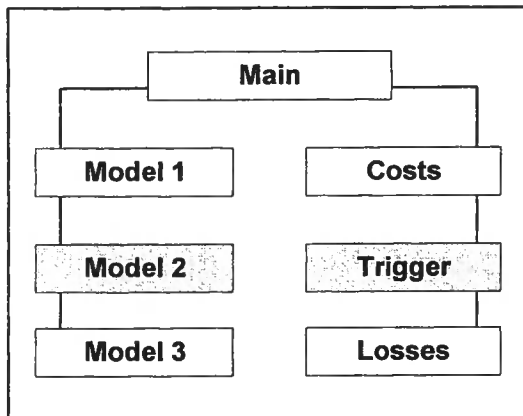 Main
Model 1
Costs
Model 2
Trigger
Model 3
Losses